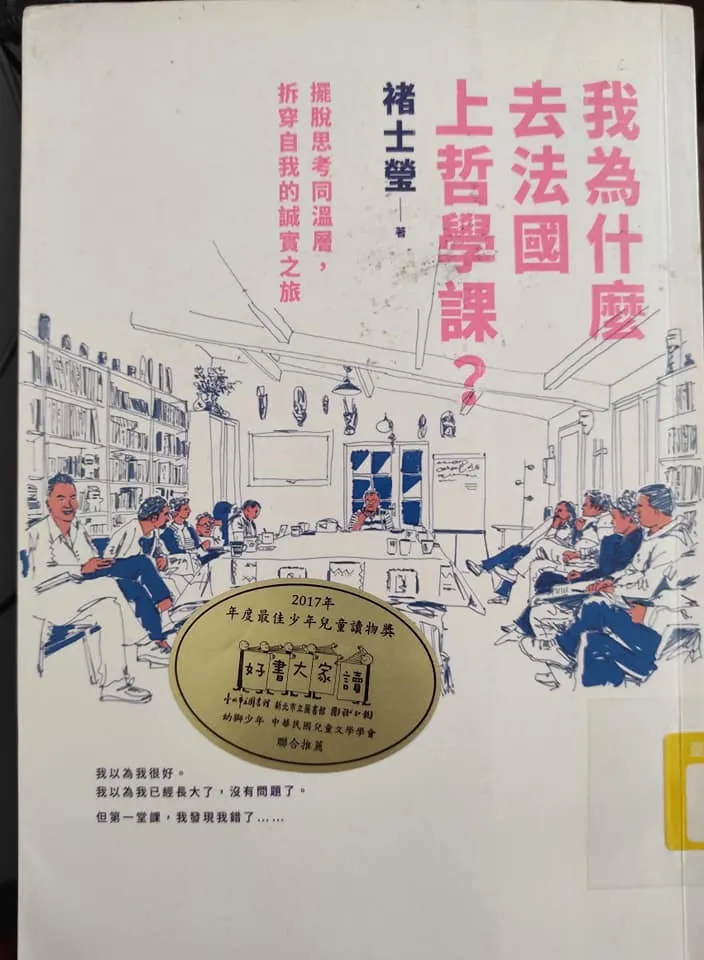 我為什麼
去法國
上哲學課？
褚士瑩——著
擺脫思考同溫層，
拆穿自我的誠實之旅
2017年
年度最佳少年兒童讀物獎
好書大家讀
新北市立圖書館
幼獅少年 中華民國兒童文學學會
聯合推薦
我以為我很好。
我以為我已經長大了，沒有問題了。
但第一堂課，我發現我錯了……